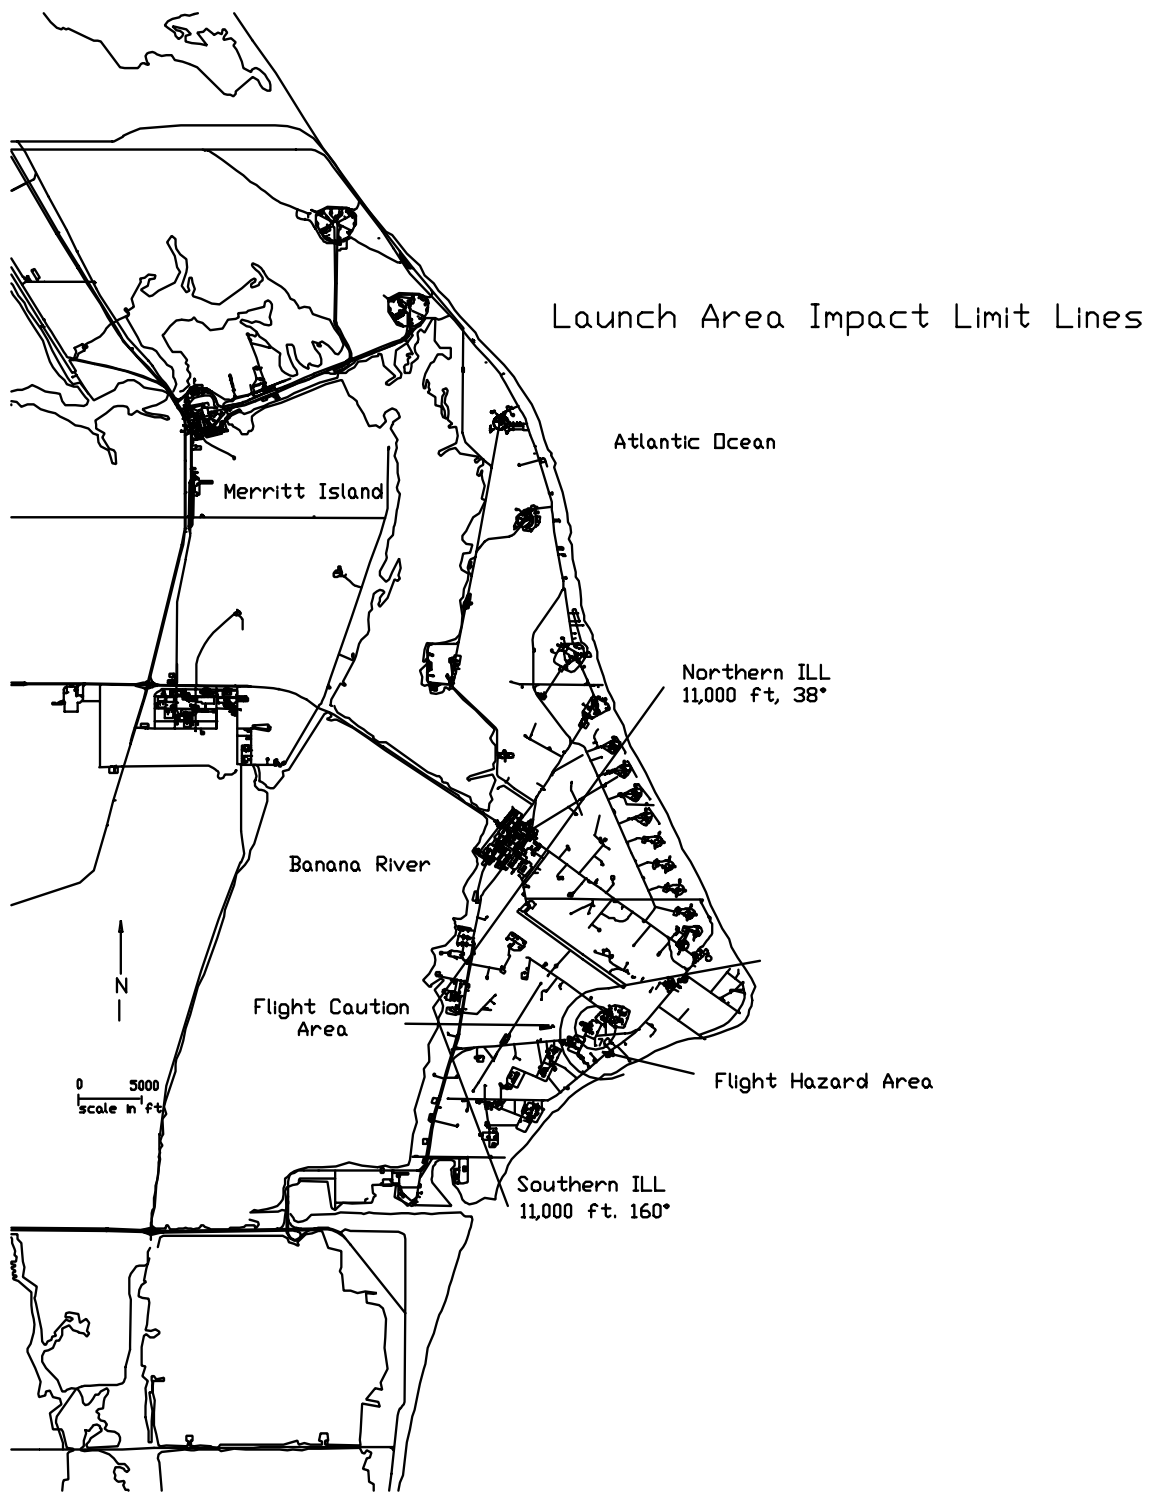 Launch Area Impact Limit Lines
Atlantic Ocean
Merritt Island
Northern ILL
11,000 ft, 38°
Banana River
N
Flight Caution
Area
Flight Hazard Area
0 5000
scale in ft
Southern ILL
11,000 ft. 160°